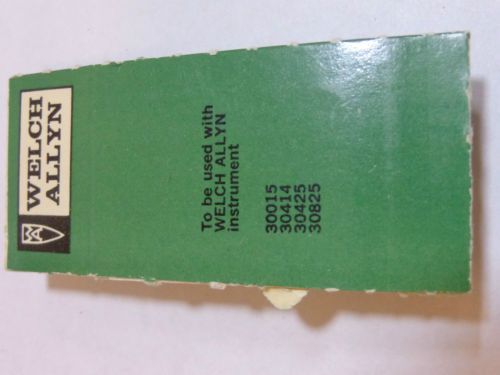 WELCH
ALLYN
To be used with
WELCH ALLYN
instrument
30015
30414
30425
30825